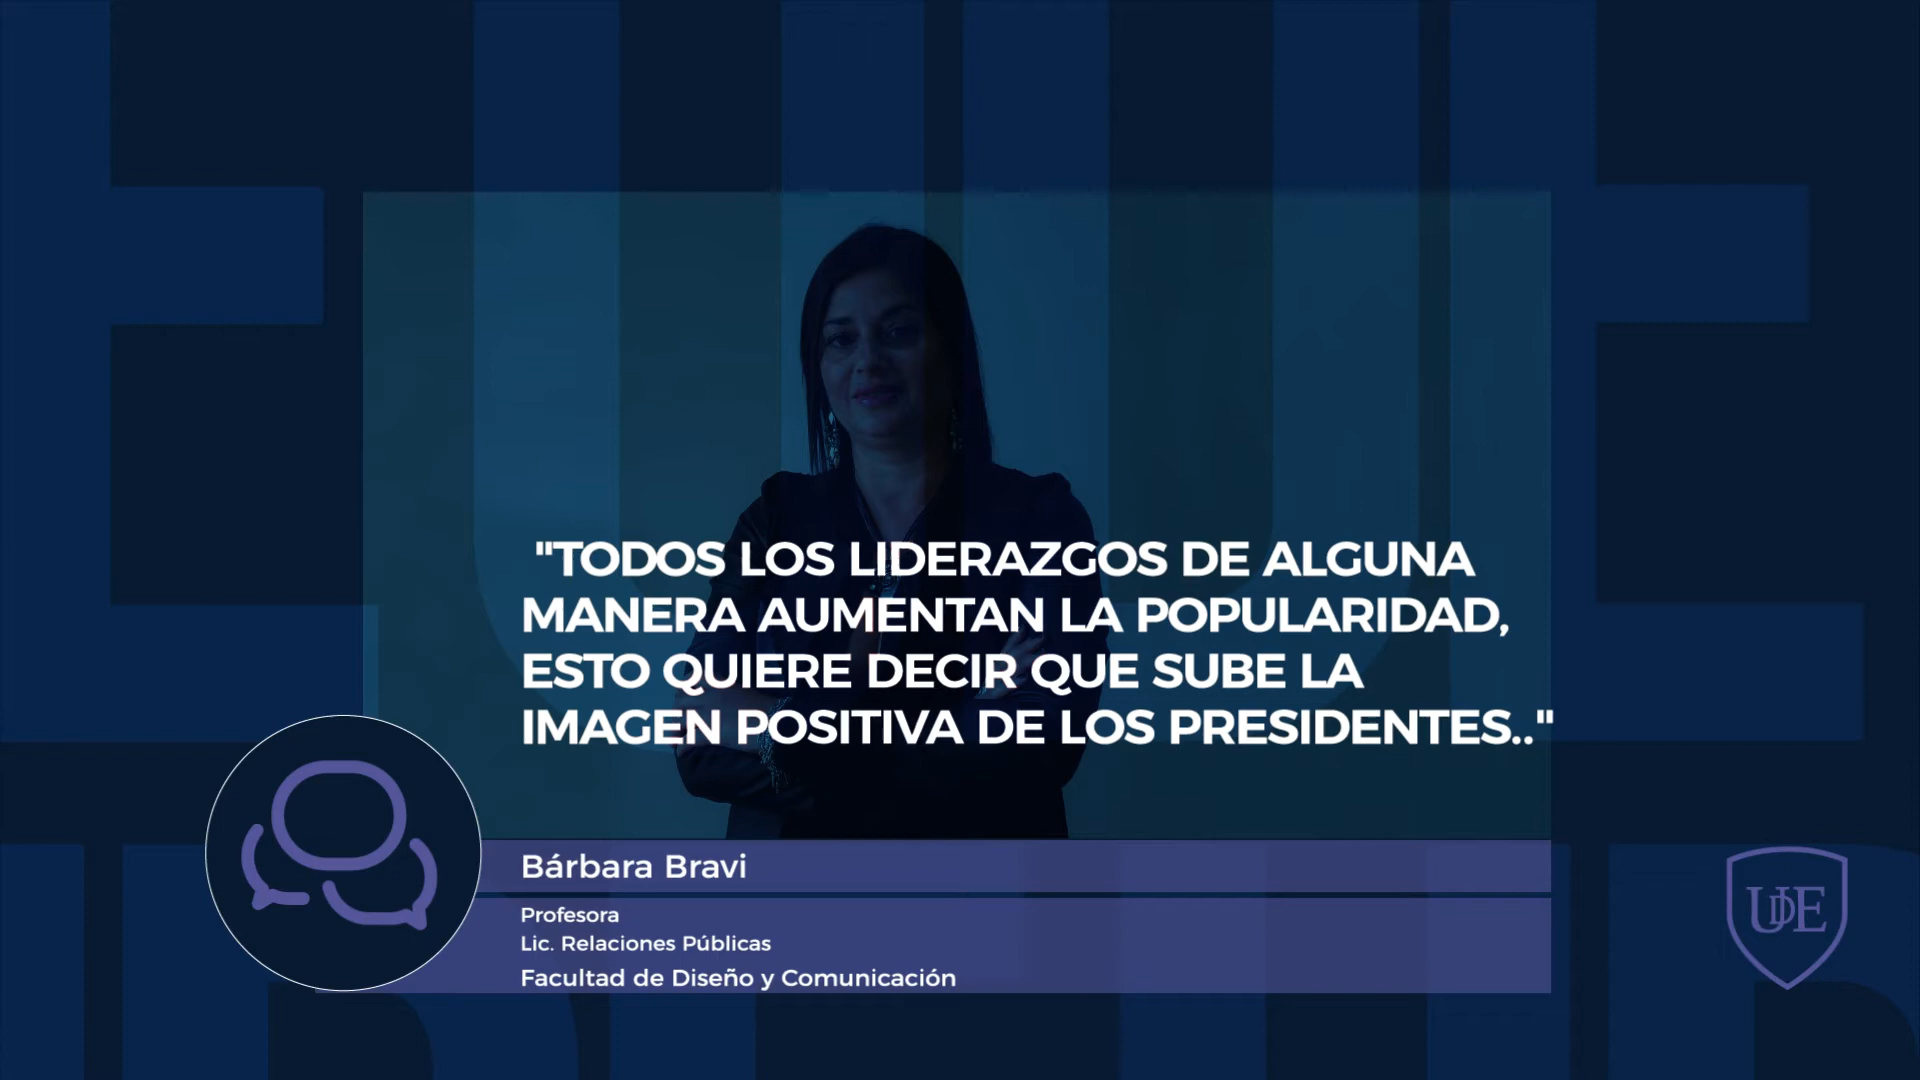 "TODOS LOS LIDERAZGOS DE ALGUNA
MANERA AUMENTAN LA POPULARIDAD,
ESTO QUIERE DECIR QUE SUBE LA
IMAGEN POSITIVA DE LOS PRESIDENTES.."
Bárbara Bravi
Profesora
Lic. Relaciones Públicas
Facultad de Diseño y Comunicación
UDE